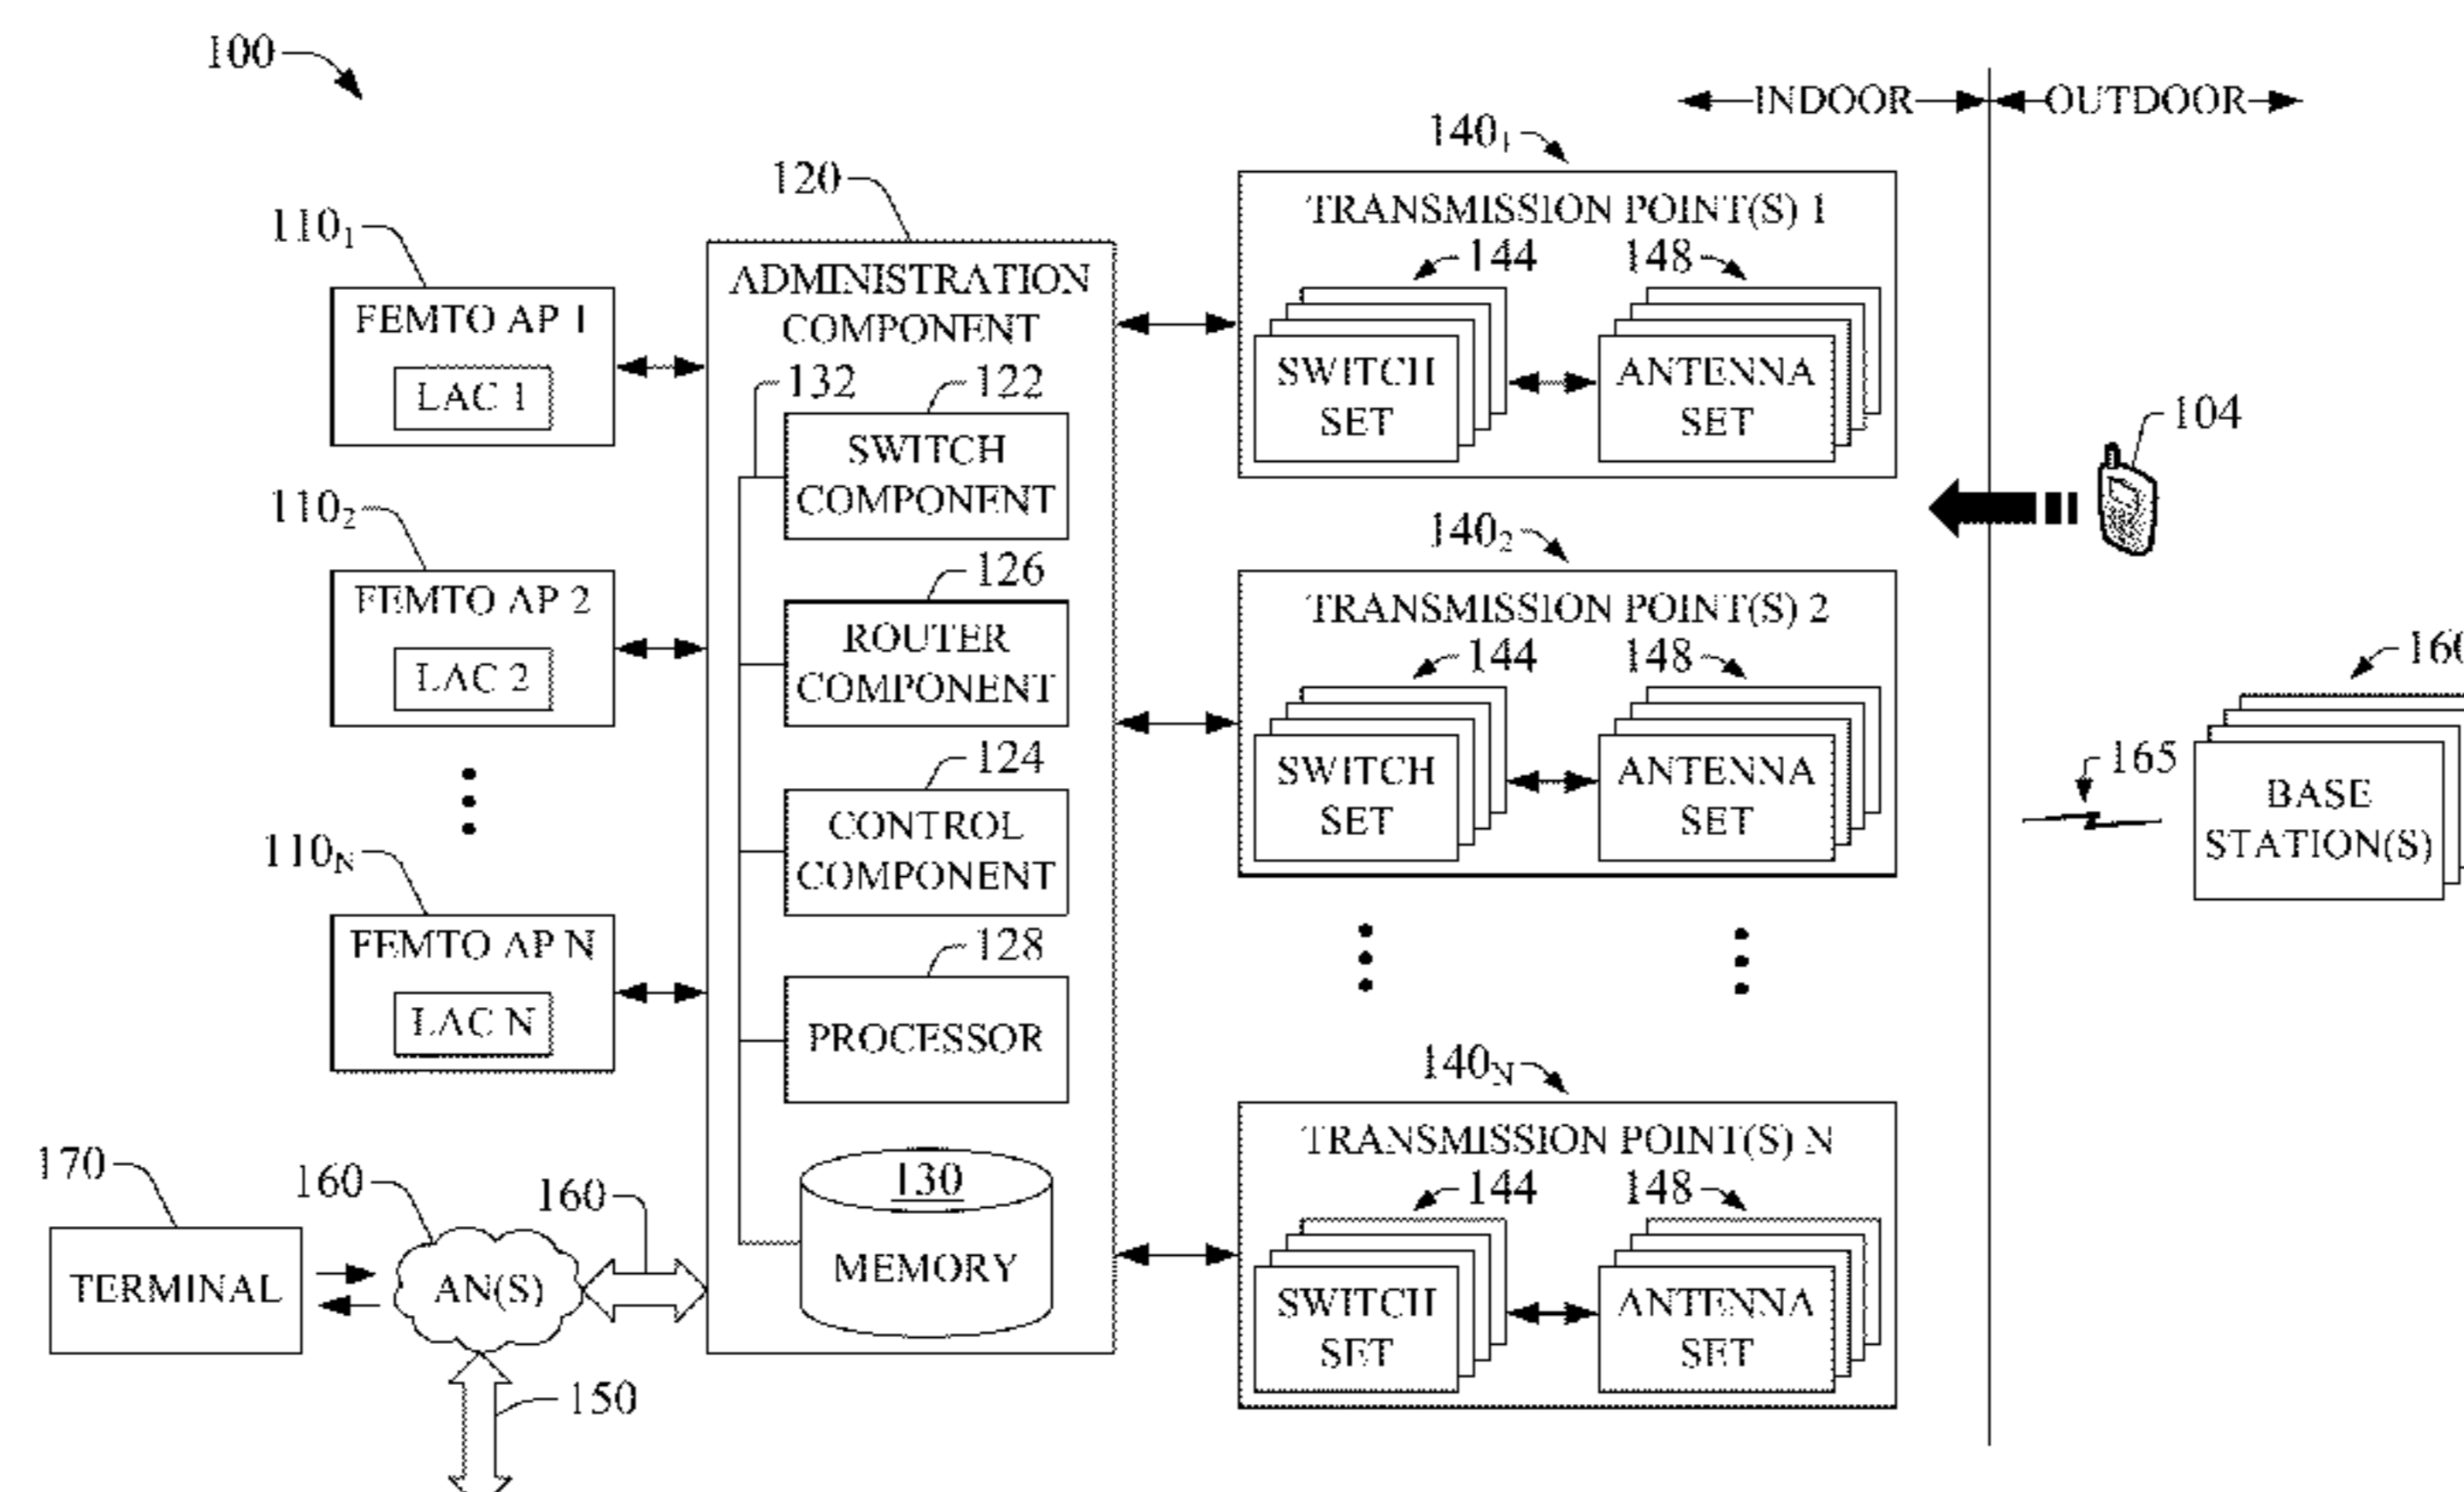 100
INDOOR
OUTDOOR
140₁
120
TRANSMISSION POINT(S) 1
110₁
144
148
ADMINISTRATION
COMPONENT
FEMTO AP 1
LAC 1
132
122
SWITCH
SET
ANTENNA
SET
104
SWITCH
COMPONENT
110₂
140₂
126
FEMTO AP 2
LAC 2
TRANSMISSION POINT(S) 2
144
148
ROUTER
COMPONENT
160
124
SWITCH
SET
ANTENNA
SET
165
BASE
STATION(S)
CONTROL
COMPONENT
110N
128
FEMTO AP N
LAC N
PROCESSOR
140N
TRANSMISSION POINT(S) N
144
148
170
160
160
130
MEMORY
TERMINAL
AN(S)
SWITCH
SET
ANTENNA
SET
150